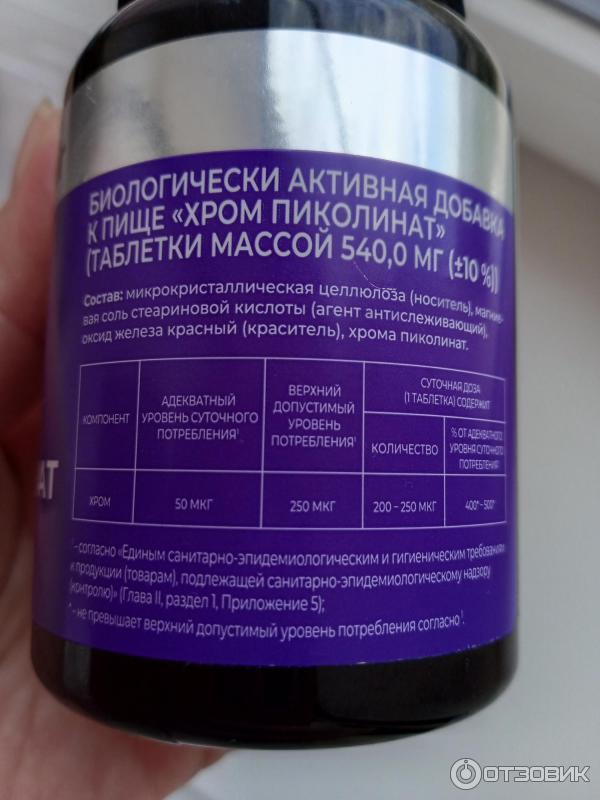 БИОЛОГИЧЕСКИ АКТИВНАЯ ДОБАВКА
К ПИЩЕ «ХРОМ ПИКОЛИНАТ»
(ТАБЛЕТКИ МАССОЙ 540,0 МГ (±10 %))
Состав: микрокристаллическая целлюлоза (носитель), магние-
вая соль стеариновой кислоты (агент антислеживающий),
оксид железа красный (краситель), хрома пиколинат.
КОМПОНЕНТ
АДЕКВАТНЫЙ
УРОВЕНЬ СУТОЧНОГО
ПОТРЕБЛЕНИЯ¹
ВЕРХНИЙ
ДОПУСТИМЫЙ
УРОВЕНЬ
ПОТРЕБЛЕНИЯ¹
СУТОЧНАЯ ДОЗА
(1 ТАБЛЕТКА) СОДЕРЖИТ
КОЛИЧЕСТВО
% ОТ АДЕКВАТНОГО
УРОВНЯ СУТОЧНОГО
ПОТРЕБЛЕНИЯ¹
ХРОМ
50 МКГ
250 МКГ
200 – 250 МКГ
400* – 500*
АТ
¹ – согласно «Единым санитарно-эпидемиологическим и гигиеническим требованиям
к продукции (товарам), подлежащей санитарно-эпидемиологическому надзору
(контролю)» (Глава II, раздел 1, Приложение 5);
* – не превышает верхний допустимый уровень потребления согласно ¹.
ОТЗОВИК